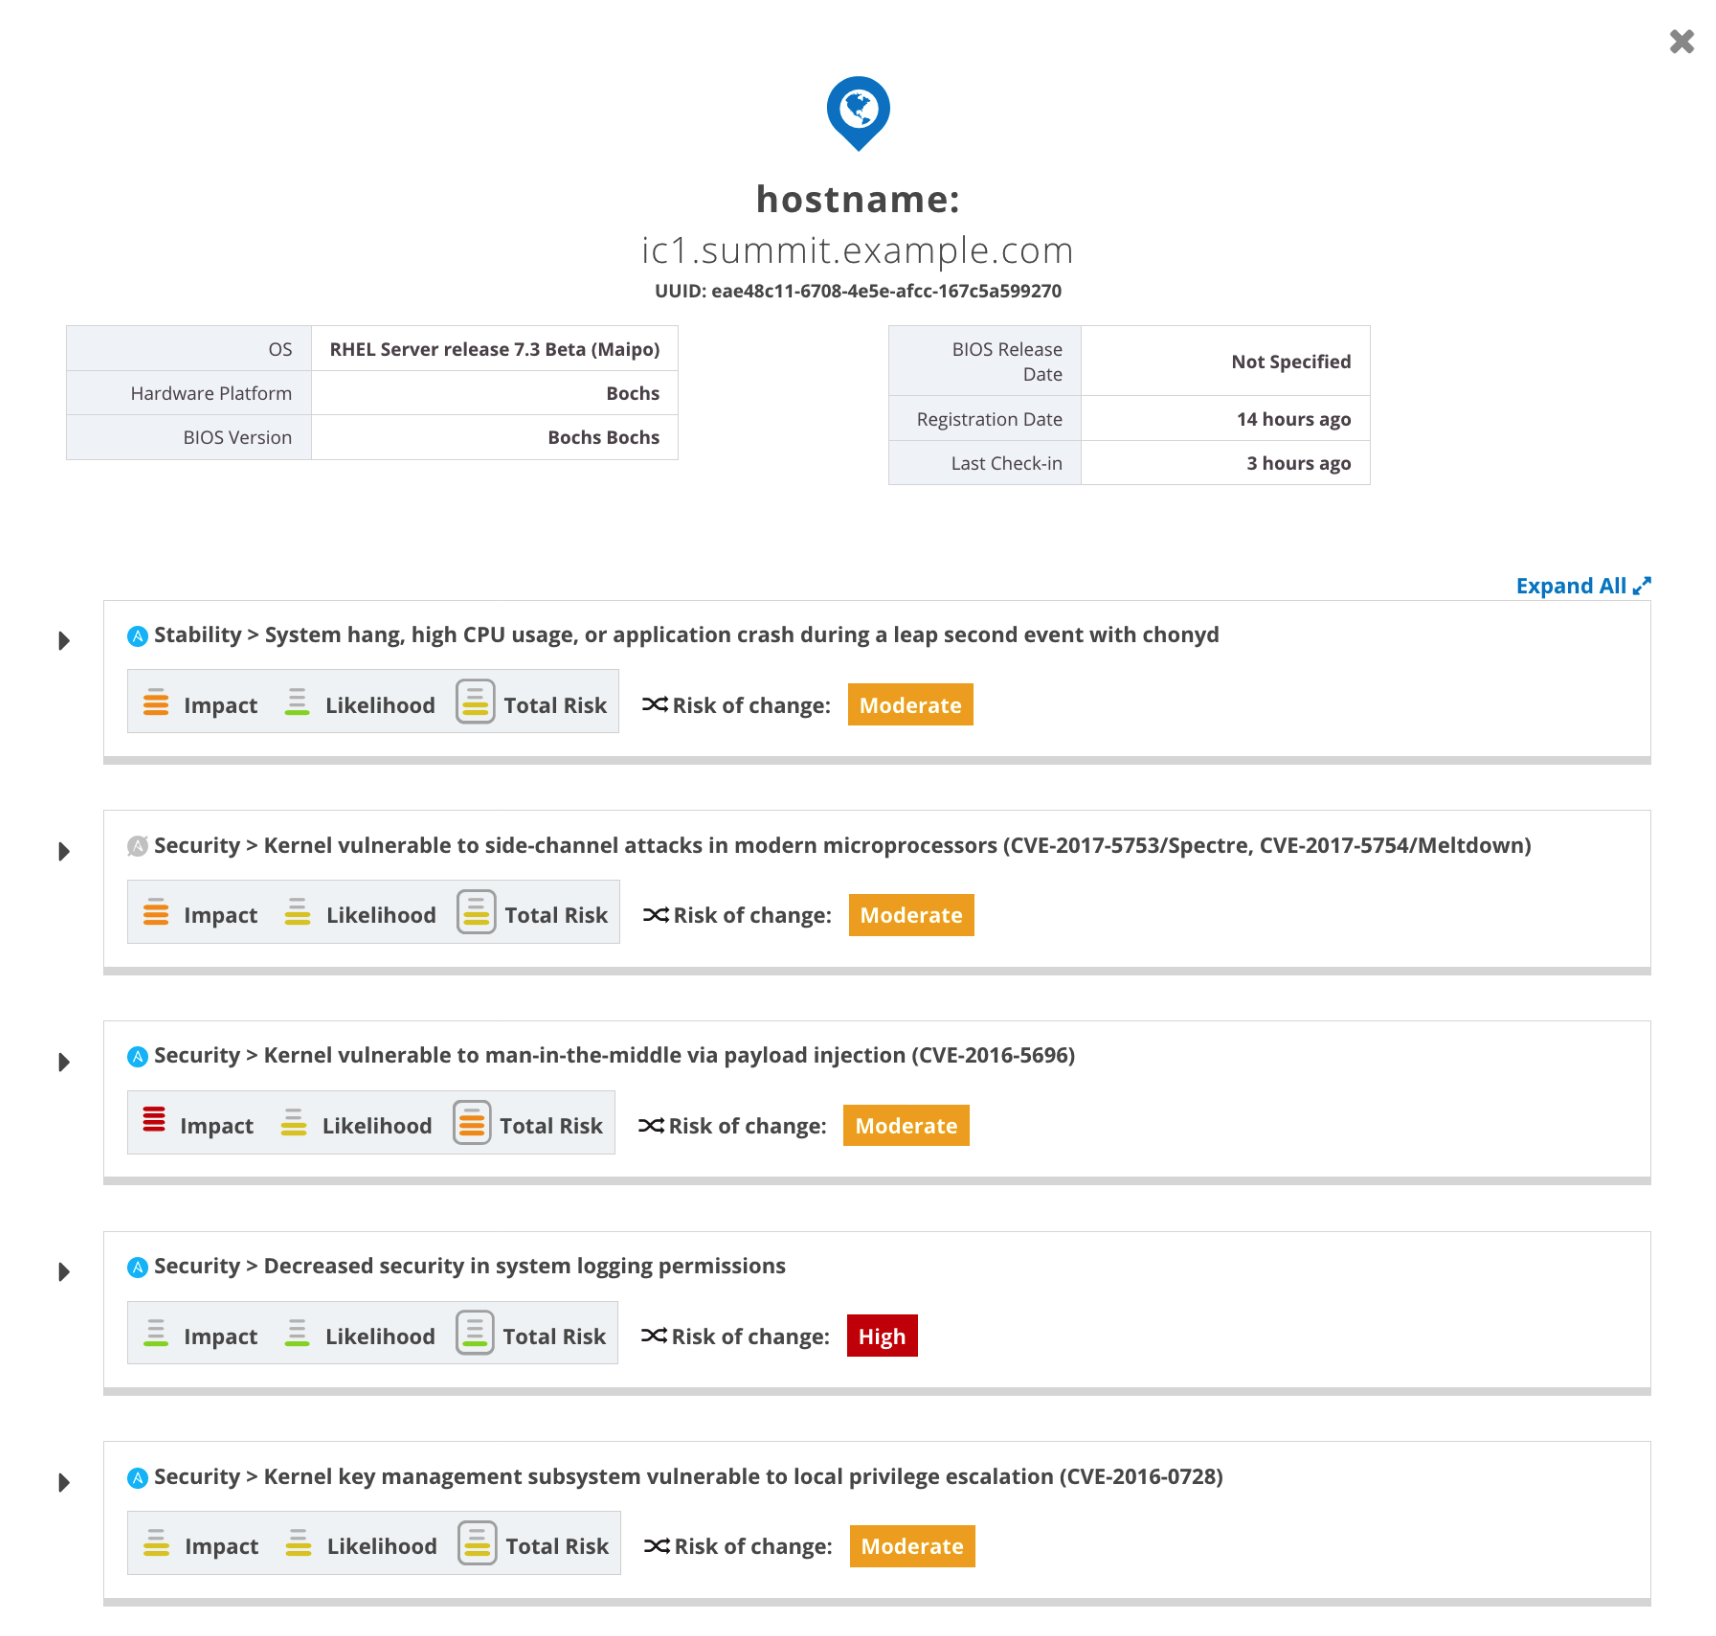 hostname:
ic1.summit.example.com
UUID: eae48c11-6708-4e5e-afcc-167c5a599270
OS RHEL Server release 7.3 Beta (Maipo)
Hardware Platform Bochs
BIOS Version Bochs Bochs
BIOS Release
Date Not Specified
Registration Date 14 hours ago
Last Check-in 3 hours ago
Expand All
Stability > System hang, high CPU usage, or application crash during a leap second event with chonyd
Impact Likelihood Total Risk Risk of change: Moderate
Security > Kernel vulnerable to side-channel attacks in modern microprocessors (CVE-2017-5753/Spectre, CVE-2017-5754/Meltdown)
Impact Likelihood Total Risk Risk of change: Moderate
Security > Kernel vulnerable to man-in-the-middle via payload injection (CVE-2016-5696)
Impact Likelihood Total Risk Risk of change: Moderate
Security > Decreased security in system logging permissions
Impact Likelihood Total Risk Risk of change: High
Security > Kernel key management subsystem vulnerable to local privilege escalation (CVE-2016-0728)
Impact Likelihood Total Risk Risk of change: Moderate